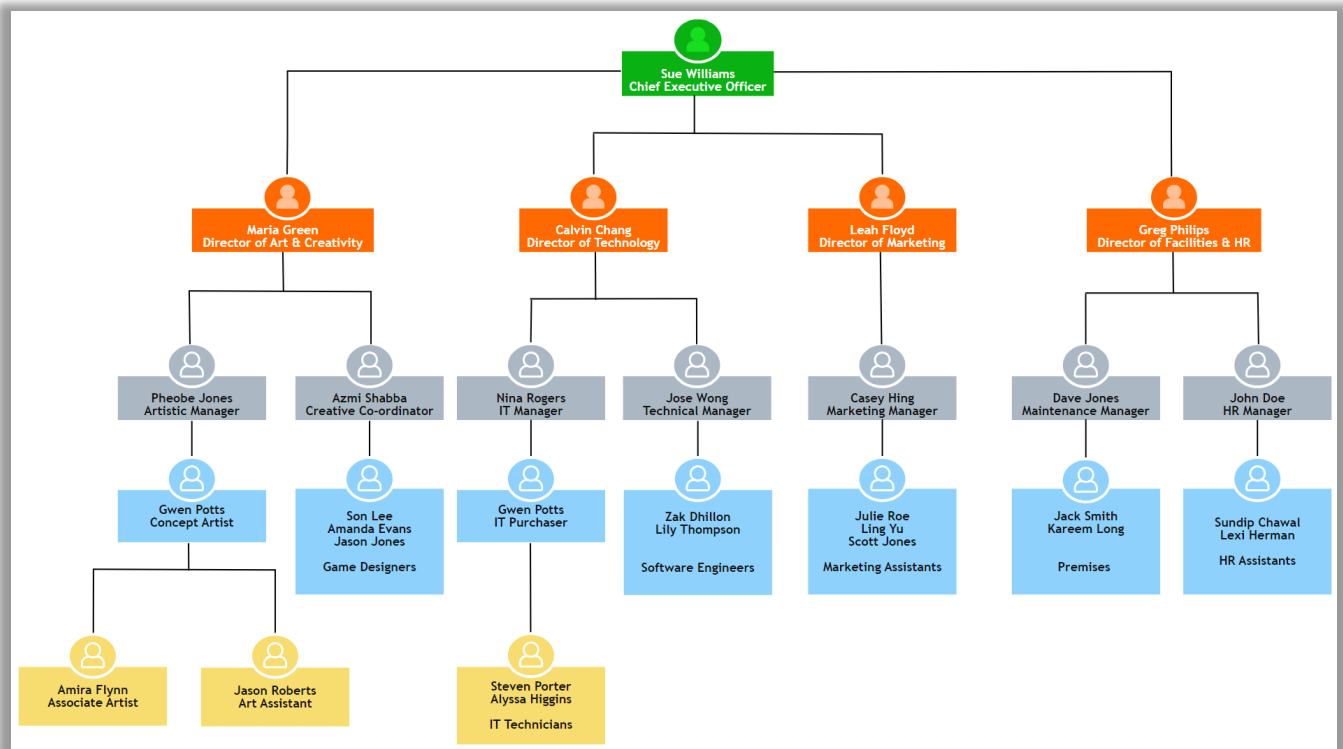 Sue Williams
Chief Executive Officer
Maria Green
Director of Art & Creativity
Calvin Chang
Director of Technology
Leah Floyd
Director of Marketing
Greg Philips
Director of Facilities & HR
Pheobe Jones
Artistic Manager
Azmi Shabba
Creative Co-ordinator
Nina Rogers
IT Manager
Jose Wong
Technical Manager
Casey Hing
Marketing Manager
Dave Jones
Maintenance Manager
John Doe
HR Manager
Gwen Potts
Concept Artist
Son Lee
Amanda Evans
Jason Jones
Game Designers
Gwen Potts
IT Purchaser
Zak Dhillon
Lily Thompson
Software Engineers
Julie Roe
Ling Yu
Scott Jones
Marketing Assistants
Jack Smith
Kareem Long
Premises
Sundip Chawal
Lexi Herman
HR Assistants
Amira Flynn
Associate Artist
Jason Roberts
Art Assistant
Steven Porter
Alyssa Higgins
IT Technicians